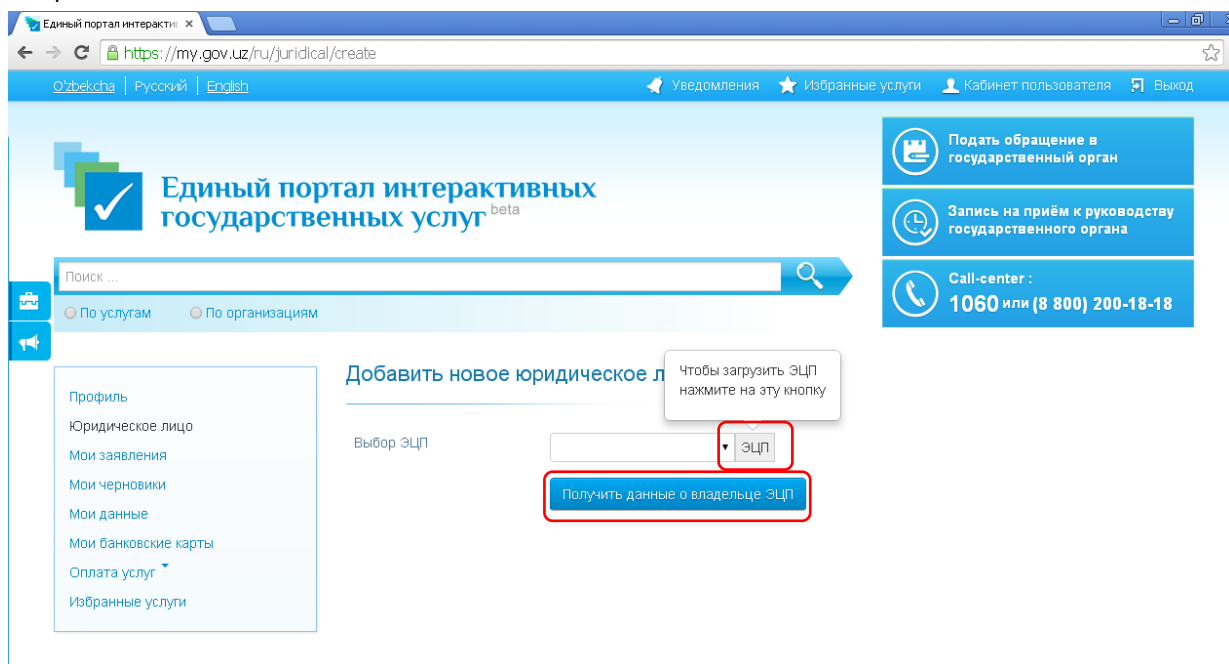 Единый портал интеракти
https://my.gov.uz/ru/juridical/create
O'zbekcha | Русский | English
Уведомления
Избранные услуги
Кабинет пользователя
Выход
Единый портал интерактивных
государственных услуг beta
Подать обращение в
государственный орган
Запись на приём к руководству
государственного органа
Call-center :
1060 или (8 800) 200-18-18
Поиск ...
По услугам
По организациям
Профиль
Юридическое лицо
Мои заявления
Мои черновики
Мои данные
Мои банковские карты
Оплата услуг
Избранные услуги
Добавить новое юридическое л
Чтобы загрузить ЭЦП
нажмите на эту кнопку
Выбор ЭЦП
ЭЦП
Получить данные о владельце ЭЦП